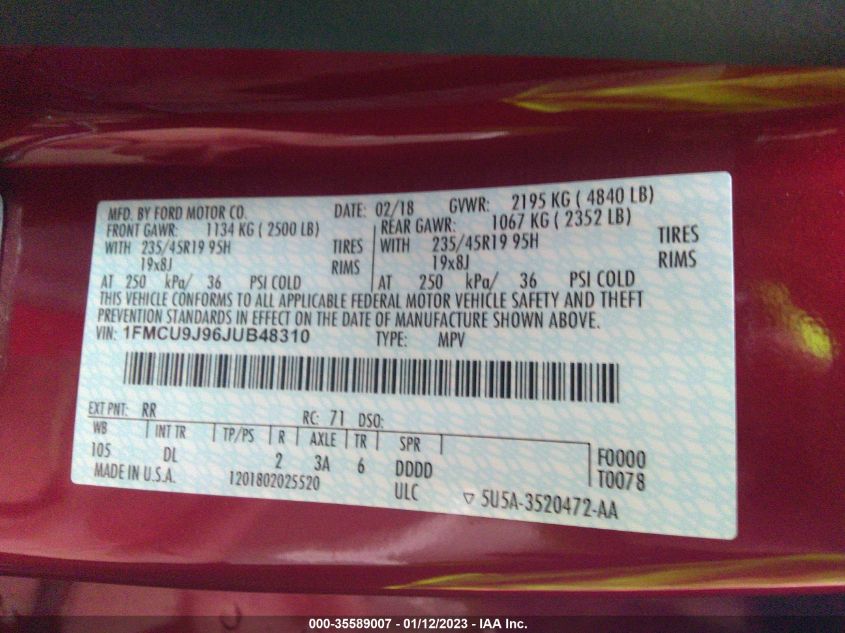 MFD. BY FORD MOTOR CO. DATE: 02/18 GVWR: 2195 KG ( 4840 LB)
FRONT GAWR: 1134 KG ( 2500 LB) REAR GAWR: 1067 KG ( 2352 LB)
WITH 235/45R19 95H TIRES WITH 235/45R19 95H TIRES
19x8J RIMS 19x8J RIMS
AT 250 kPa/ 36 PSI COLD AT 250 kPa/ 36 PSI COLD
THIS VEHICLE CONFORMS TO ALL APPLICABLE FEDERAL MOTOR VEHICLE SAFETY AND THEFT
PREVENTION STANDARDS IN EFFECT ON THE DATE OF MANUFACTURE SHOWN ABOVE.
VIN: 1FMCU9J96JUB48310 TYPE: MPV
EXT PNT: RR RC: 71 DSO:
WB INT TR TP/PS R AXLE TR SPR F0000
105 DL 2 3A 6 DDDD T0078
MADE IN U.S.A. 1201802025520 ULC ▽ 5U5A-3520472-AA
000-35589007 - 01/12/2023 - IAA Inc.